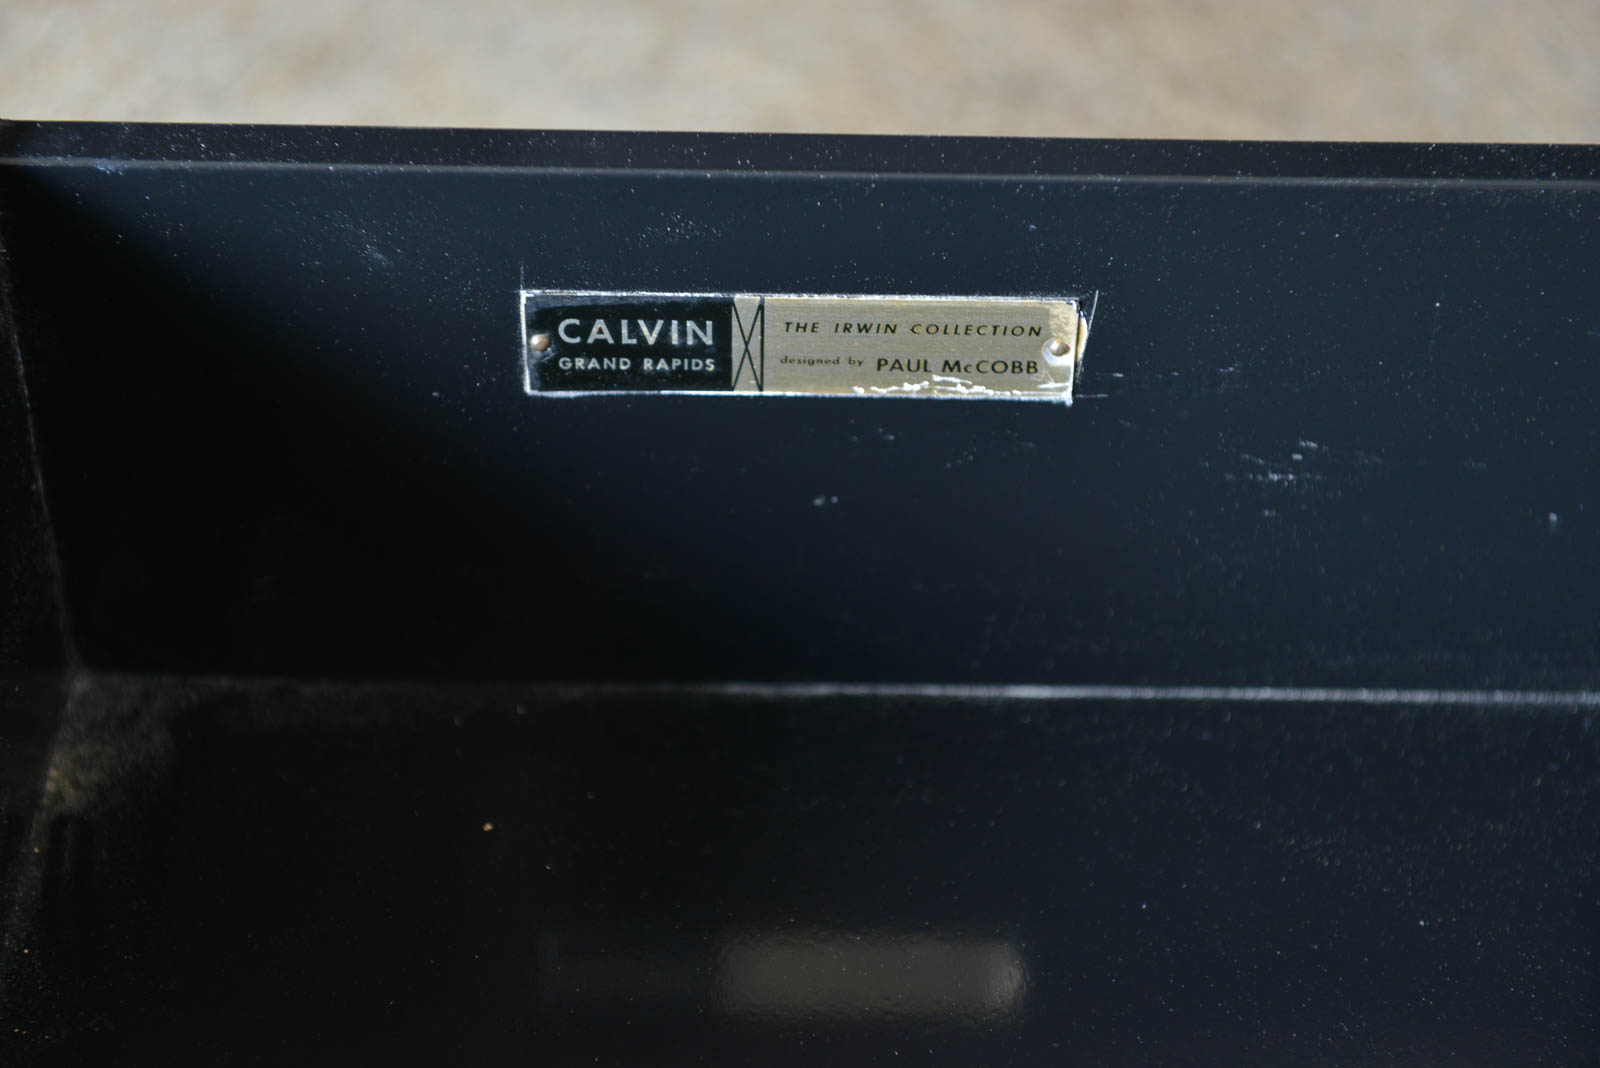 CALVIN
GRAND RAPIDS
THE IRWIN COLLECTION
designed by PAUL McCOBB